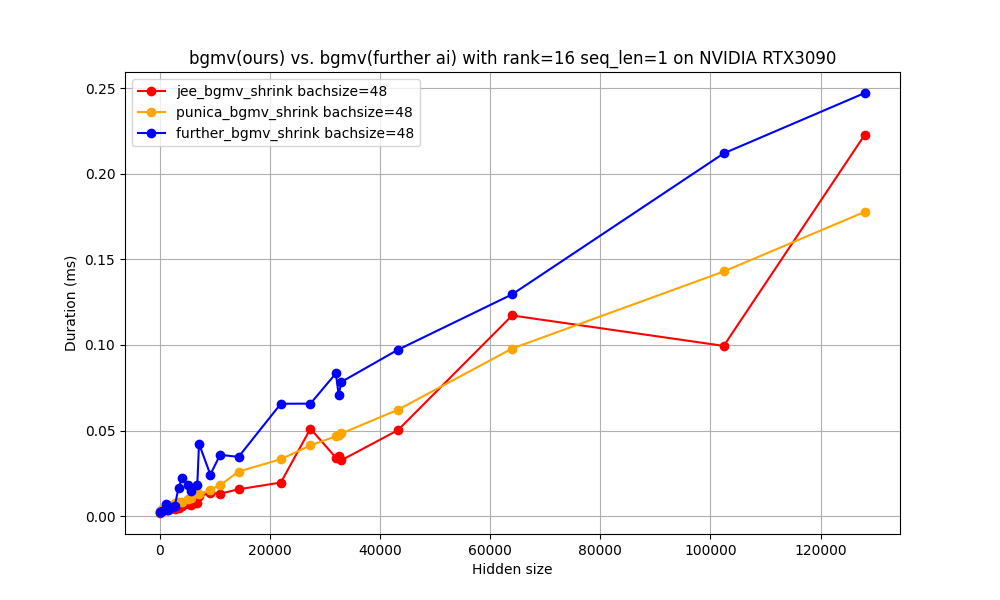 bgmv(ours) vs. bgmv(further ai) with rank=16 seq_len=1 on NVIDIA RTX3090
jee_bgmv_shrink bachsize=48
punica_bgmv_shrink bachsize=48
further_bgmv_shrink bachsize=48
0.25
0.20
0.15
0.10
0.05
0.00
Duration (ms)
0 20000 40000 60000 80000 100000 120000
Hidden size